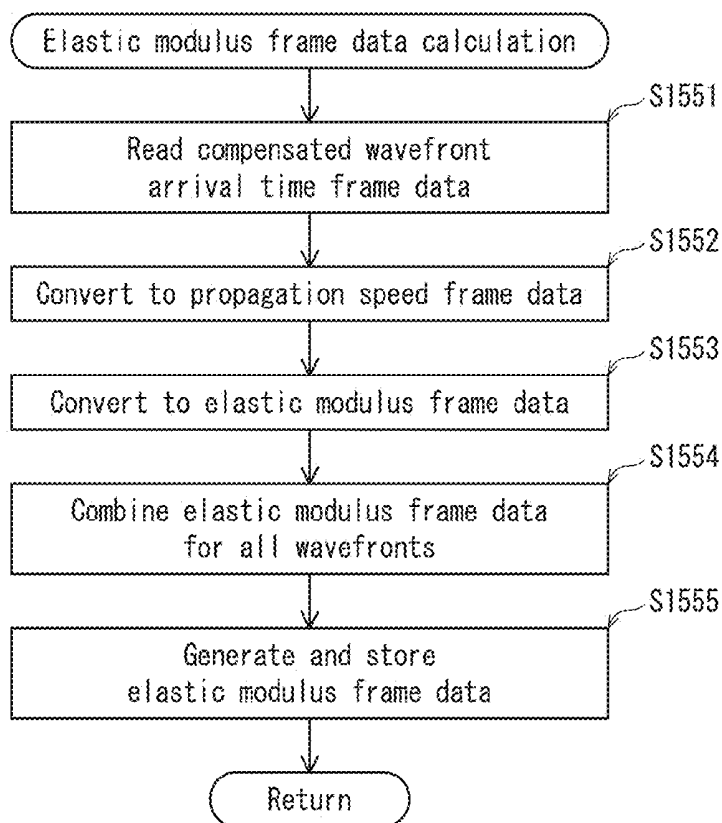 Elastic modulus frame data calculation
S1551
Read compensated wavefront
arrival time frame data
S1552
Convert to propagation speed frame data
S1553
Convert to elastic modulus frame data
S1554
Combine elastic modulus frame data
for all wavefronts
S1555
Generate and store
elastic modulus frame data
Return